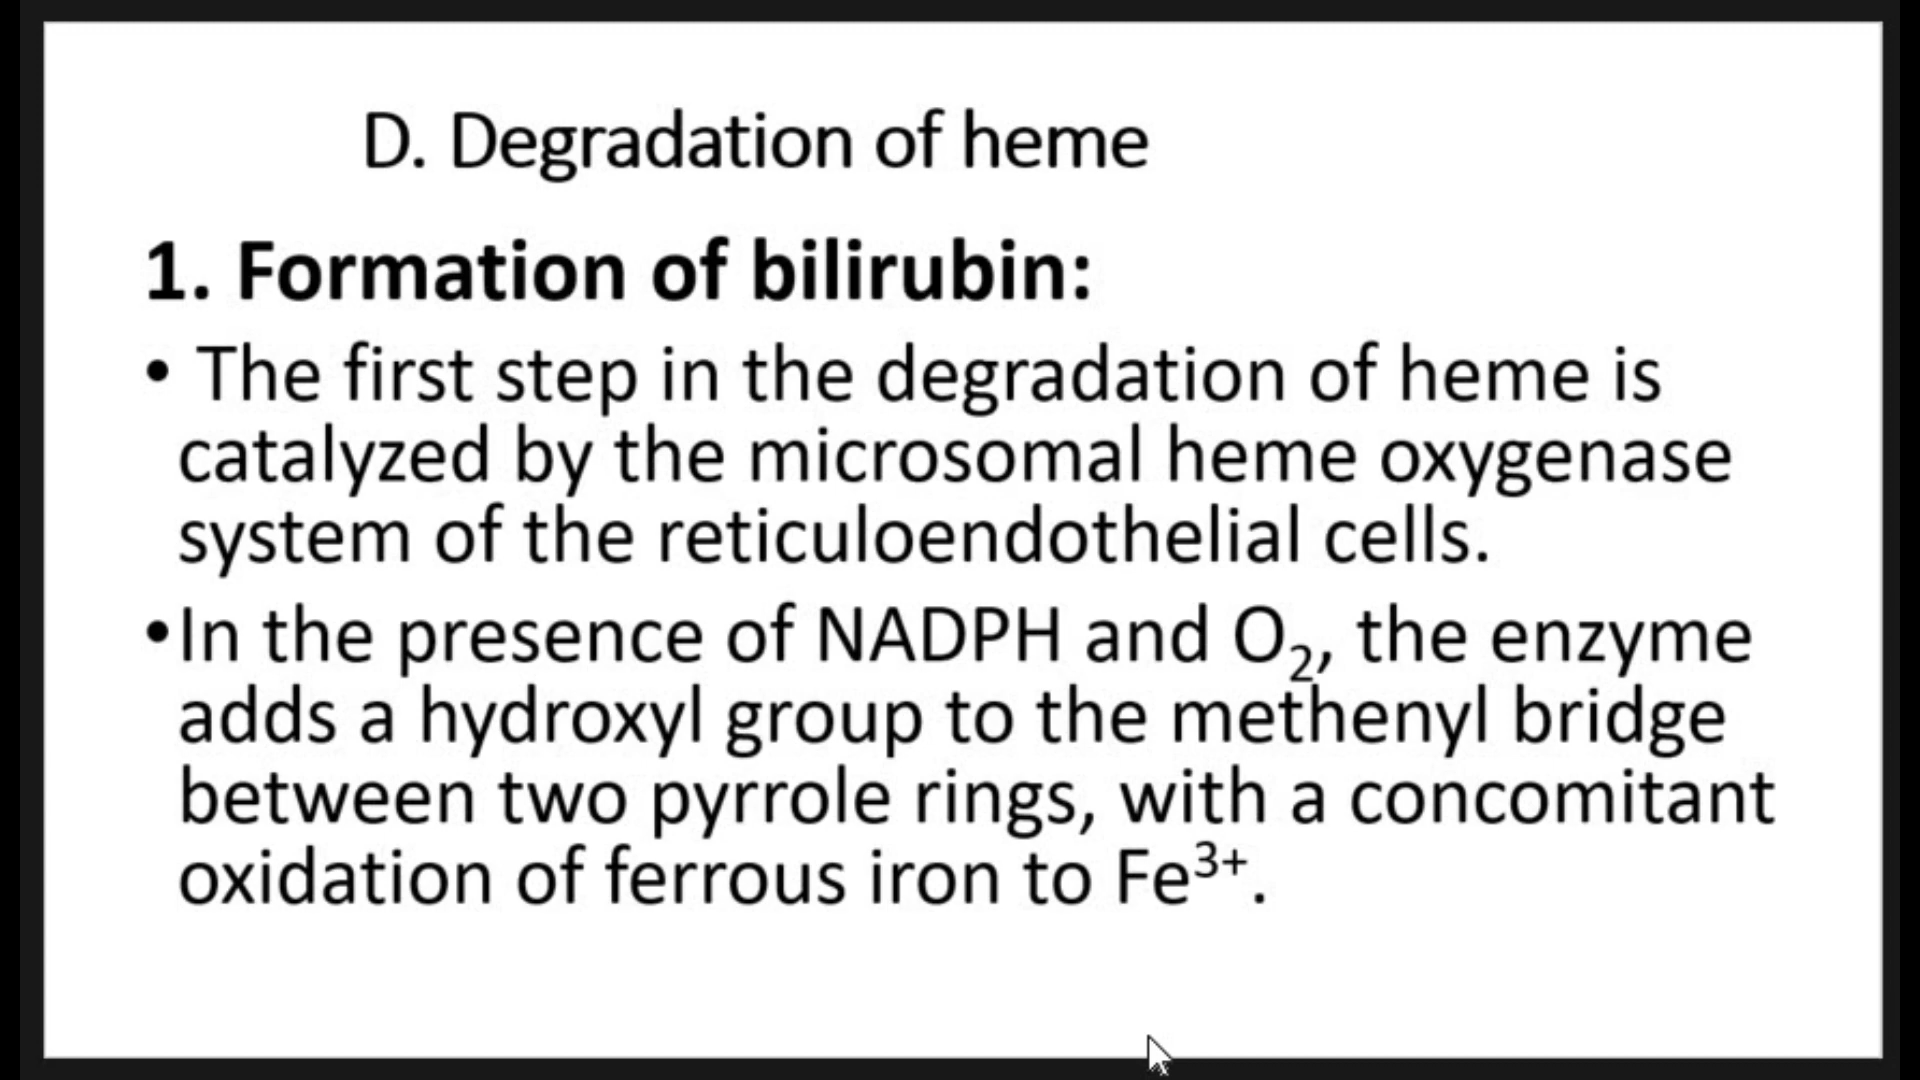 D. Degradation of heme
1. Formation of bilirubin:
• The first step in the degradation of heme is
catalyzed by the microsomal heme oxygenase
system of the reticuloendothelial cells.
•In the presence of NADPH and O₂, the enzyme
adds a hydroxyl group to the methenyl bridge
between two pyrrole rings, with a concomitant
oxidation of ferrous iron to Fe³⁺.